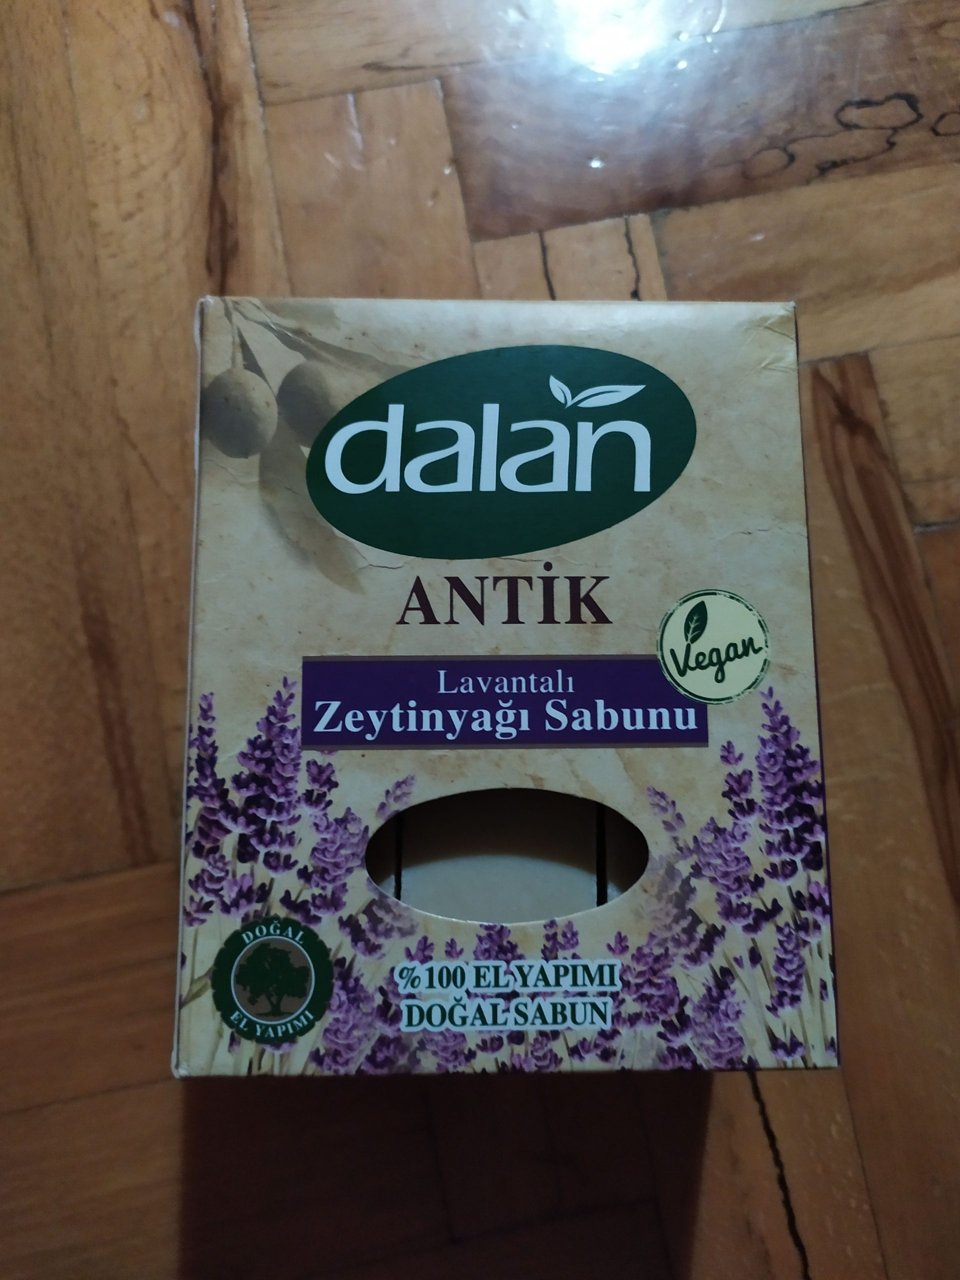 dalan
ANTİK
Vegan
Lavantalı
Zeytinyağı Sabunu
DOĞAL
EL YAPIMI
%100 EL YAPIMI
DOĞAL SABUN